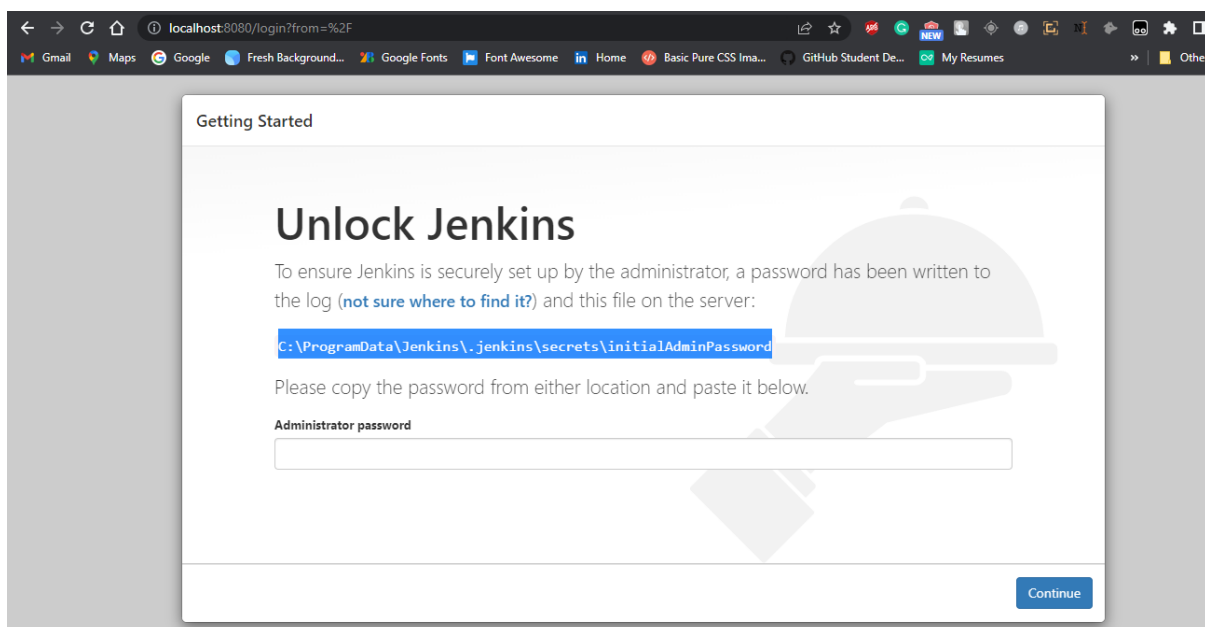 localhost:8080/login?from=%2F
NEW
Gmail Maps Google Fresh Background... Google Fonts Font Awesome Home Basic Pure CSS Ima... GitHub Student De... My Resumes » Othe
Getting Started
Unlock Jenkins
To ensure Jenkins is securely set up by the administrator, a password has been written to
the log (not sure where to find it?) and this file on the server:
C:\ProgramData\Jenkins\.jenkins\secrets\initialAdminPassword
Please copy the password from either location and paste it below.
Administrator password
Continue